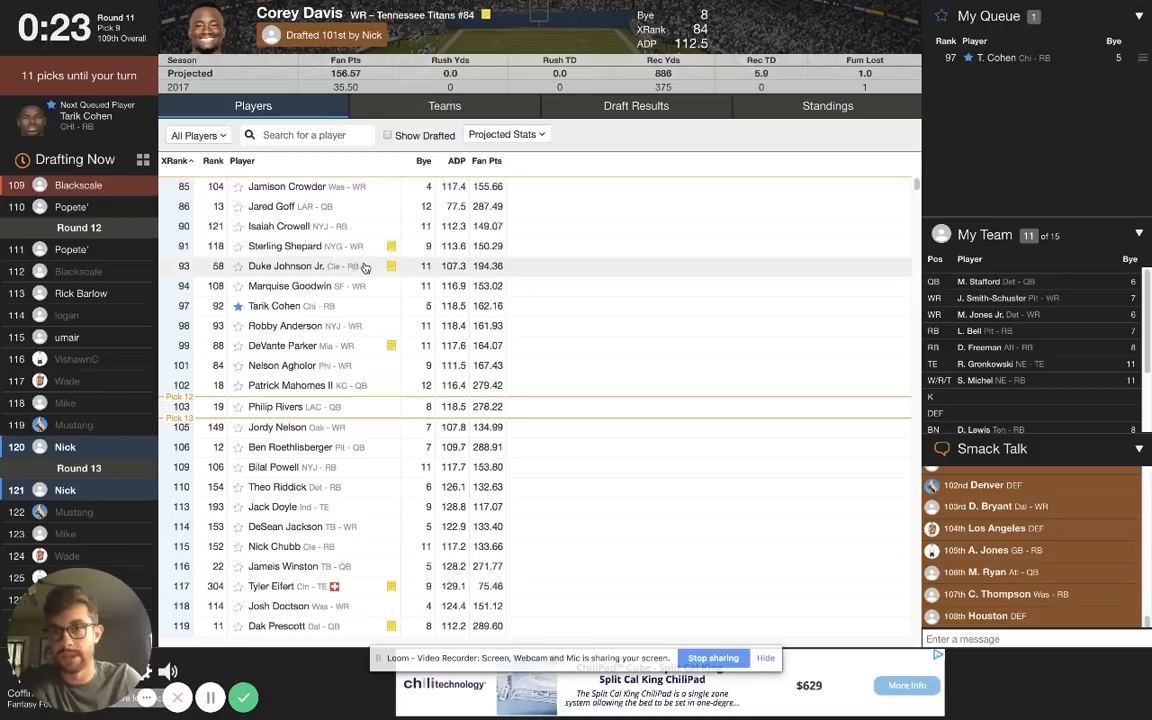 0:23
Round 11
Pick 9
109th Overall
11 picks until your turn
Next Queued Player
Tarik Cohen
CHI - RB
Drafting Now
109 Blackscale
110 Popete'
Round 12
111 Popete'
112 Blackscale
113 Rick Barlow
114 logan
115 umair
116 VishawnC
117 Wade
118 Mike
119 Mustang
120 Nick
Round 13
121 Nick
122 Mustang
123 Mike
124 Wade
125
Corey Davis WR – Tennessee Titans #84
Drafted 101st by Nick
Bye 8
XRank 84
ADP 112.5
Season Fan Pts Rush Yds Rush TD Rec Yds Rec TD Fum Lost
Projected 156.57 0.0 0.0 886 5.9 1.0
2017 35.50 0 0 375 0 1
Players Teams Draft Results Standings
All Players Search for a player Show Drafted Projected Stats
XRank Rank Player Bye ADP Fan Pts
85 104 Jamison Crowder Was - WR 4 117.4 155.66
86 13 Jared Goff LAR - QB 12 77.5 287.49
90 121 Isaiah Crowell NYJ - RB 11 112.3 149.07
91 118 Sterling Shepard NYG - WR 9 113.6 150.29
93 58 Duke Johnson Jr. Cle - RB 11 107.3 194.36
94 108 Marquise Goodwin SF - WR 11 116.9 153.02
97 92 Tarik Cohen Chi - RB 5 118.5 162.16
98 93 Robby Anderson NYJ - WR 11 118.4 161.93
99 88 DeVante Parker Mia - WR 11 117.6 164.07
101 84 Nelson Agholor Phi - WR 9 111.5 167.43
102 18 Patrick Mahomes II KC - QB 12 116.4 279.42
Pick 12
103 19 Philip Rivers LAC - QB 8 118.5 278.22
Pick 13
105 149 Jordy Nelson Oak - WR 7 107.8 134.99
106 12 Ben Roethlisberger Pit - QB 7 109.7 288.91
109 106 Bilal Powell NYJ - RB 11 117.7 153.80
110 154 Theo Riddick Det - RB 6 126.1 132.63
113 193 Jack Doyle Ind - TE 9 128.8 117.07
114 153 DeSean Jackson TB - WR 5 122.9 133.40
115 152 Nick Chubb Cle - RB 11 117.2 133.66
116 22 Jameis Winston TB - QB 5 128.2 271.77
117 304 Tyler Eifert Cin - TE 9 129.1 75.46
118 114 Josh Doctson Was - WR 4 124.4 151.12
119 11 Dak Prescott Dal - QB 8 112.2 289.60
My Queue 1
Rank Player Bye
97 T. Cohen Chi - RB 5
My Team 11 of 15
Pos Player Bye
QB M. Stafford Det - QB 6
WR J. Smith-Schuster Pit - WR 7
WR M. Jones Jr. Det - WR 6
RB L. Bell Pit - RB 7
RB D. Freeman Atl - RB 8
TE R. Gronkowski NE - TE 11
W/R/T S. Michel NE - RB 11
K
DEF
BN D. Lewis Ten - RB 8
Smack Talk
102nd Denver DEF
103rd D. Bryant Dal - WR
104th Los Angeles DEF
105th A. Jones GB - RB
106th M. Ryan Atl - QB
107th C. Thompson Was - RB
108th Houston DEF
Enter a message
Loom – Video Recorder: Screen, Webcam and Mic is sharing your screen. Stop sharing Hide
chilitechnology
ChiliPad™ Cube - Split Cal King
Split Cal King ChiliPad
The Split Cal King ChiliPad is a single zone
system allowing the bed to be set in one-degre...
$629
More Info
Coffin
Fantasy Fo